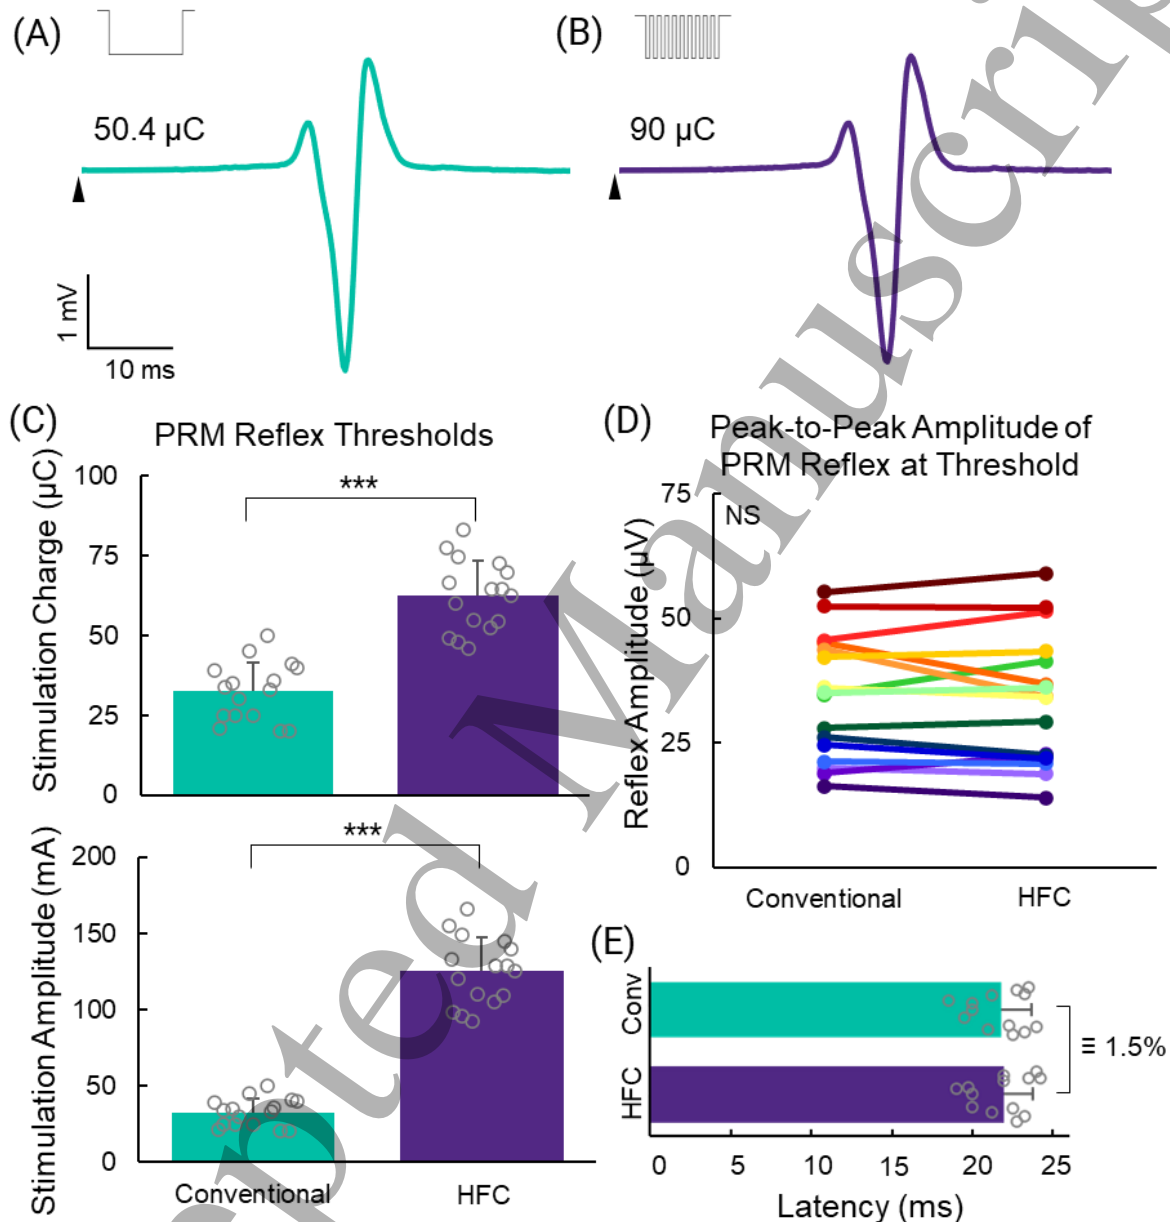 (A)
(B)
50.4 µC
90 µC
1 mV
10 ms
(C)
PRM Reflex Thresholds
Stimulation Charge (µC)
100
75
50
25
0
***
Stimulation Amplitude (mA)
200
150
100
50
0
***
Conventional
HFC
(D)
Peak-to-Peak Amplitude of
PRM Reflex at Threshold
Reflex Amplitude (µV)
75
50
25
0
NS
Conventional
HFC
(E)
Conv
HFC
≡ 1.5%
0
5
10
15
20
25
Latency (ms)
epted Manuscrip